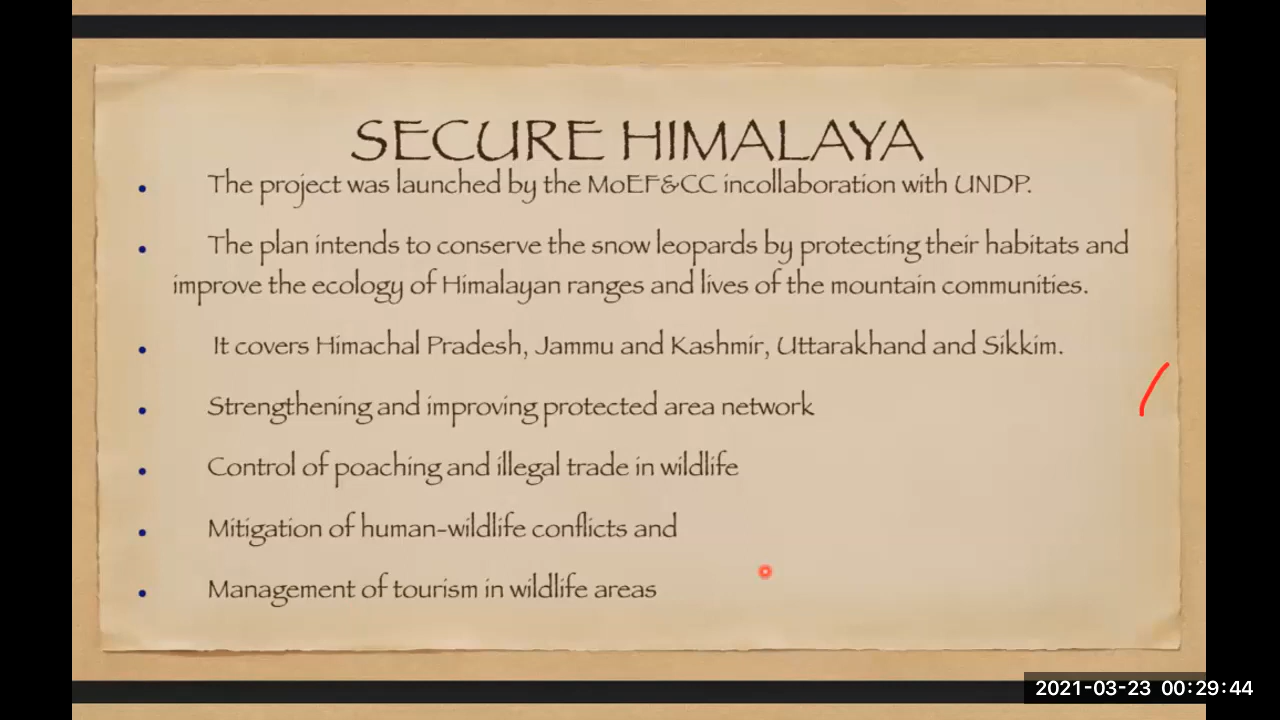 SECURE HIMALAYA
• The project was launched by the MoEF&CC incollaboration with UNDP.
• The plan intends to conserve the snow leopards by protecting their habitats and
improve the ecology of Himalayan ranges and lives of the mountain communities.
• It covers Himachal Pradesh, Jammu and Kashmir, Uttarakhand and Sikkim.
• Strengthening and improving protected area network
• Control of poaching and illegal trade in wildlife
• Mitigation of human-wildlife conflicts and
• Management of tourism in wildlife areas
2021-03-23 00:29:44